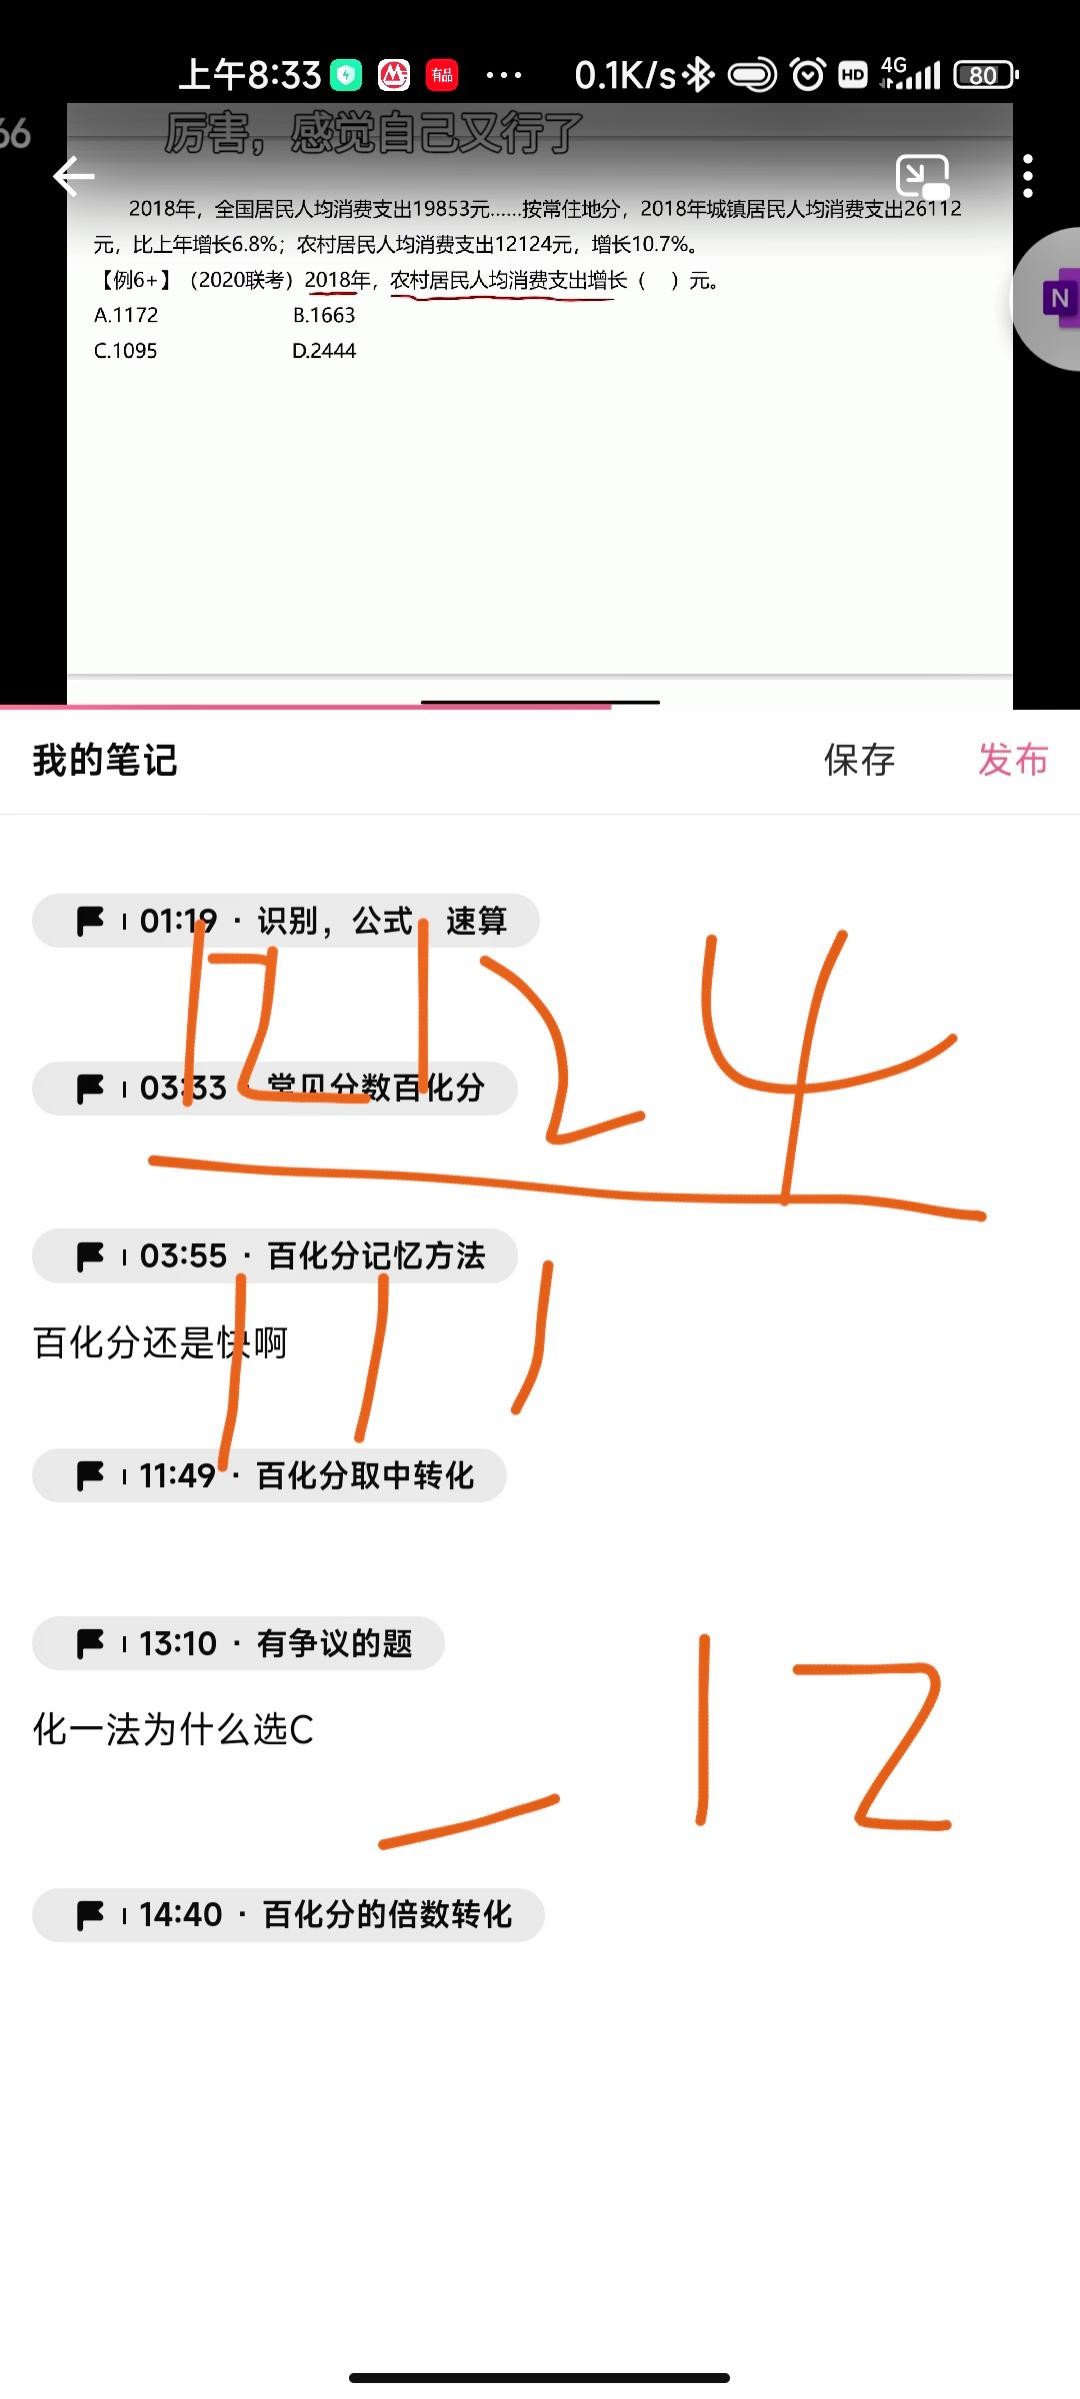 上午8:33 有品 ... 0.1K/s HD 4G 80
66 厉害，感觉自己又行了
2018年，全国居民人均消费支出19853元……按常住地分，2018年城镇居民人均消费支出26112
元，比上年增长6.8%；农村居民人均消费支出12124元，增长10.7%。
【例6+】（2020联考）2018年，农村居民人均消费支出增长（ ）元。
N
A.1172 B.1663
C.1095 D.2444
我的笔记 保存 发布
01:19 · 识别，公式，速算
12124
03:33 · 常见分数百化分
03:55 · 百化分记忆方法
百化分还是快啊
111
11:49 · 百化分取中转化
13:10 · 有争议的题
化一法为什么选C
- 12
14:40 · 百化分的倍数转化